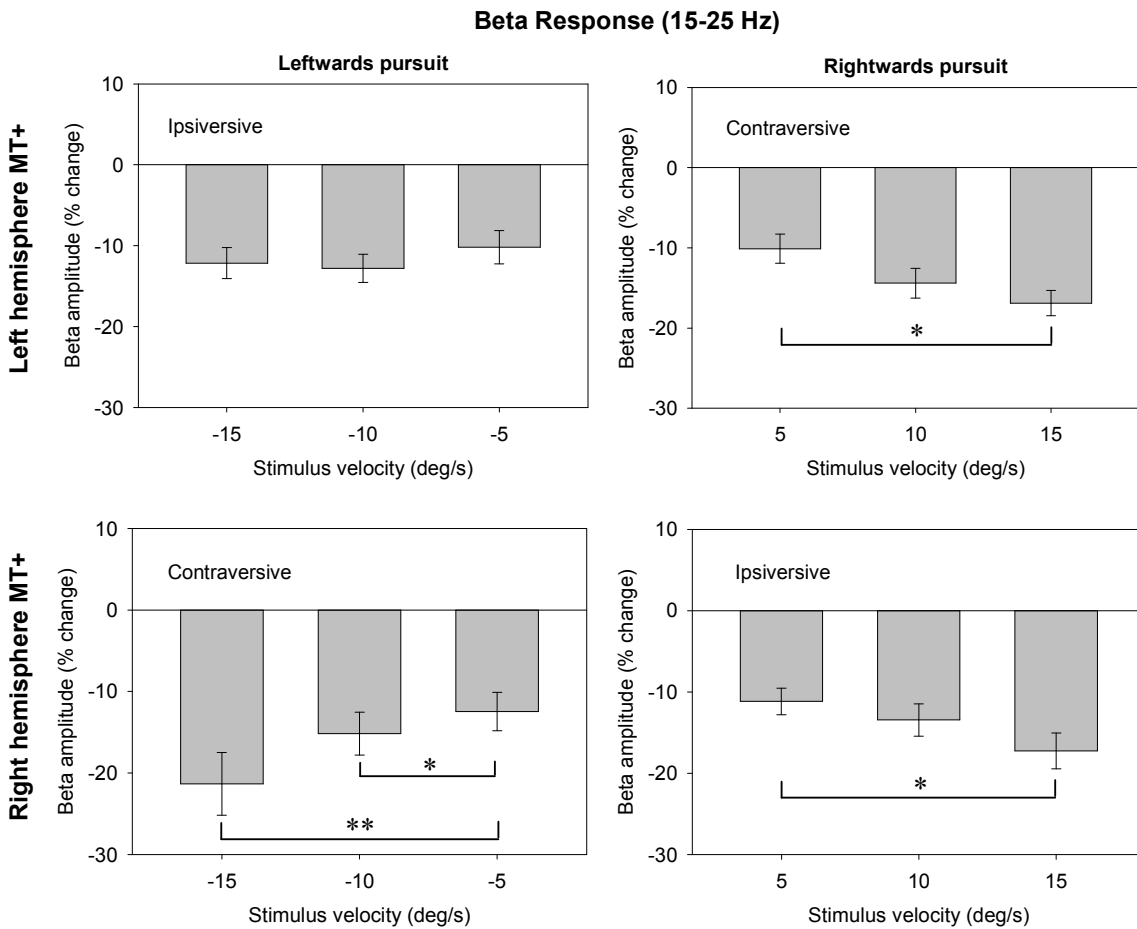 Beta Response (15-25 Hz)
Leftwards pursuit
Rightwards pursuit
Left hemisphere MT+
Beta amplitude (% change)
10
0
-10
-20
-30
Ipsiversive
-15 -10 -5
Stimulus velocity (deg/s)
Beta amplitude (% change)
10
0
-10
-20
-30
Contraversive
*
5 10 15
Stimulus velocity (deg/s)
Right hemisphere MT+
Beta amplitude (% change)
10
0
-10
-20
-30
Contraversive
*
**
-15 -10 -5
Stimulus velocity (deg/s)
Beta amplitude (% change)
10
0
-10
-20
-30
Ipsiversive
*
5 10 15
Stimulus velocity (deg/s)